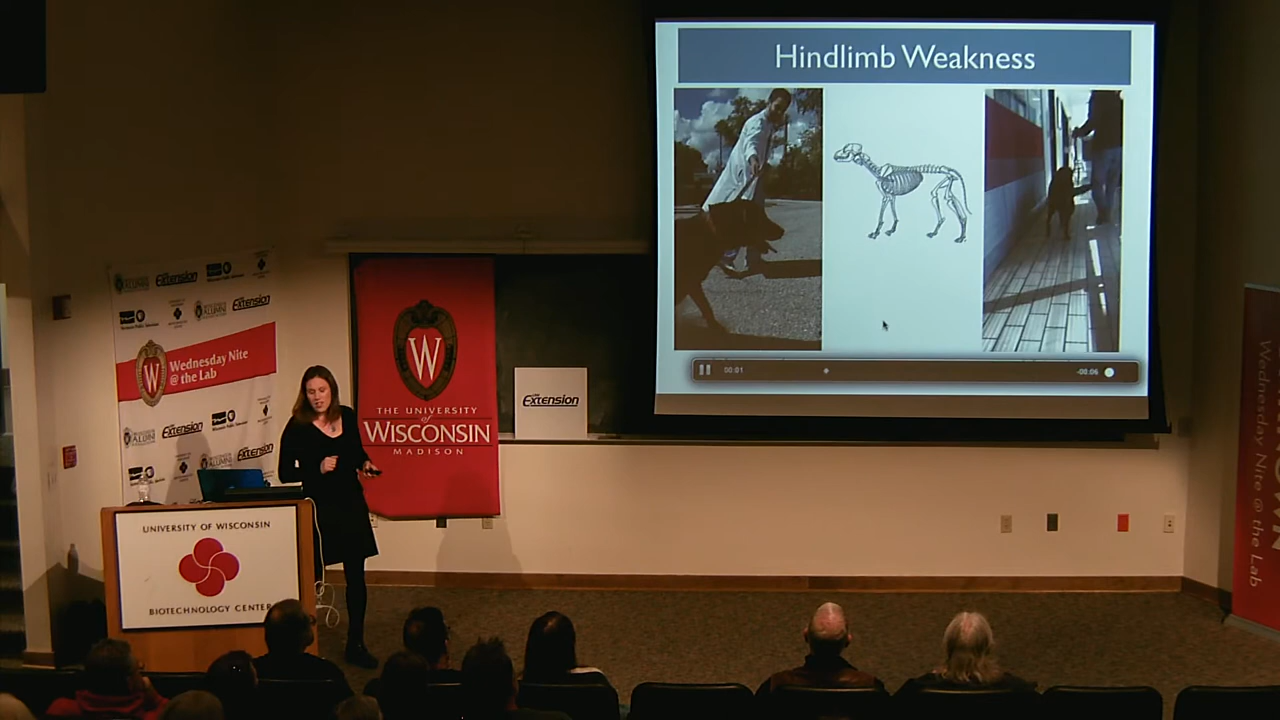 Hindlimb Weakness
00:01
-00:06
Extension
Extension
Wednesday Nite
@ the Lab
Extension
Extension
W
THE UNIVERSITY
of
WISCONSIN
MADISON
Extension
UNIVERSITY OF WISCONSIN
BIOTECHNOLOGY CENTER
Wednesday Nite @ the Lab